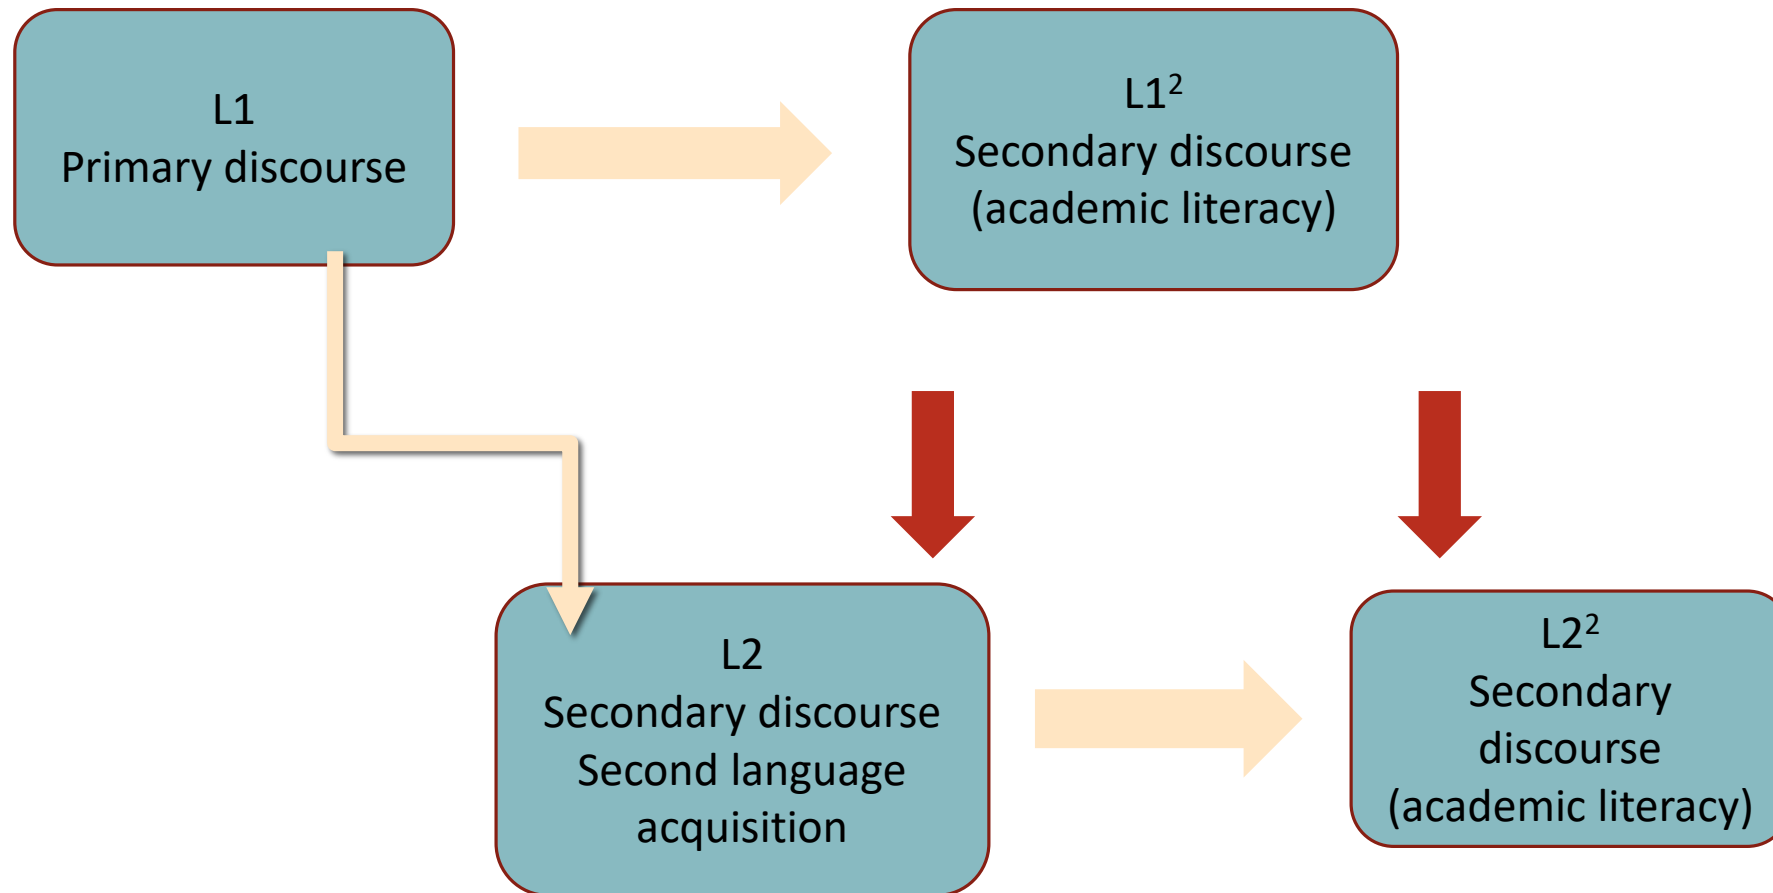 L1
Primary discourse
L1²
Secondary discourse
(academic literacy)
L2
Secondary discourse
Second language
acquisition
L2²
Secondary
discourse
(academic literacy)